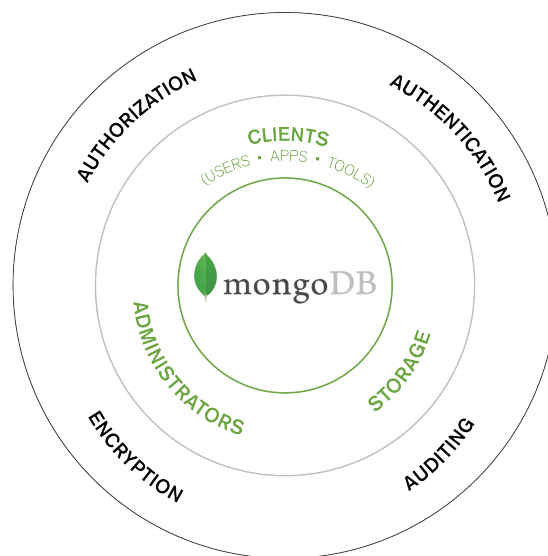 AUTHORIZATION
AUTHENTICATION
CLIENTS
(USERS • APPS • TOOLS)
mongoDB
ADMINISTRATORS
STORAGE
ENCRYPTION
AUDITING